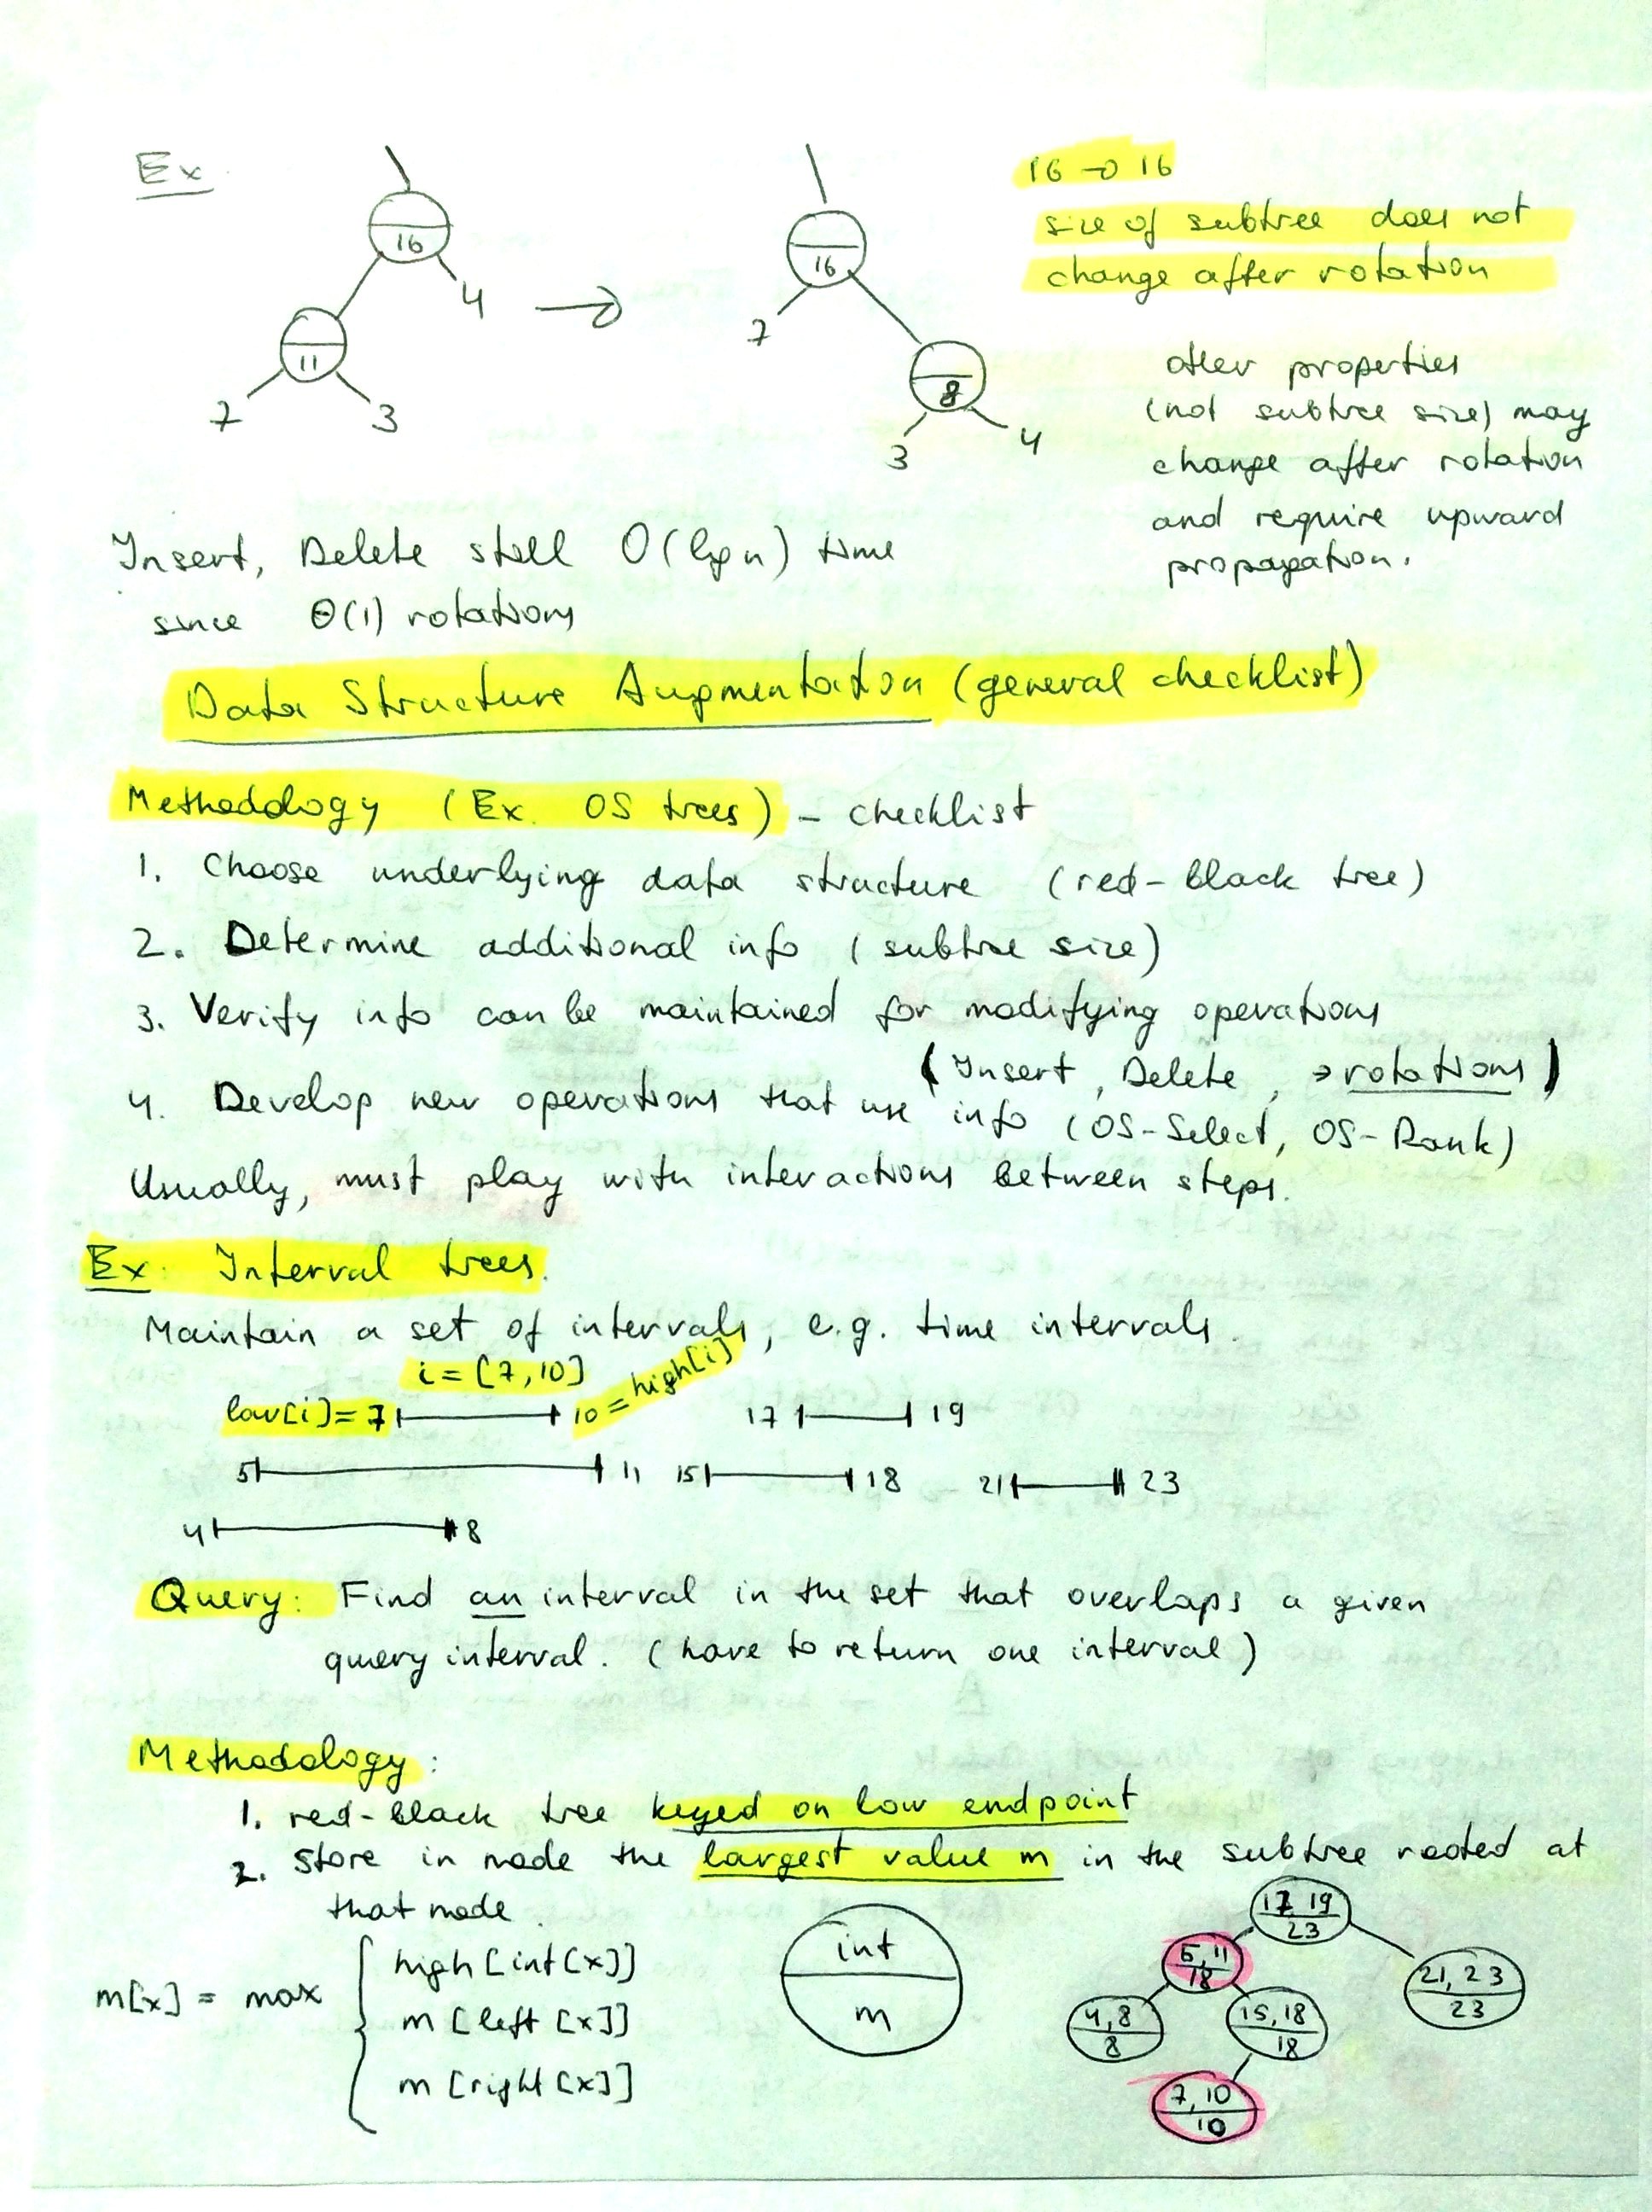 Ex
16 → 16
size of subtree does not
change after rotation
16
4
11
7 3
→
16
7
8
3 4
other properties
(not subtree size) may
change after rotation
and require upward
propagation.
Insert, Delete still O(lg n) time
since Θ(1) rotations
Data Structure Augmentation (general checklist)
Methodology (Ex. OS trees) - checklist
1. Choose underlying data structure (red-black tree)
2. Determine additional info (subtree size)
3. Verify info can be maintained for modifying operations
(Insert, Delete, → rotations)
4. Develop new operations that use info (OS-Select, OS-Rank)
Usually, must play with interactions between steps.
Ex: Interval trees.
Maintain a set of intervals, e.g. time intervals.
i = [7,10]
low[i] = 7 10 = high[i] 17 19
5 11 15 18 21 23
4 8
Query: Find an interval in the set that overlaps a given
query interval. (have to return one interval)
Methodology:
1. red-black tree keyed on low endpoint
2. Store in node the largest value m in the subtree rooted at
that node.
m[x] = max
high [int[x]]
m [left [x]]
m [right [x]]
int
m
17, 19
23
5, 11
18
21, 23
23
4, 8
8
15, 18
18
7, 10
10